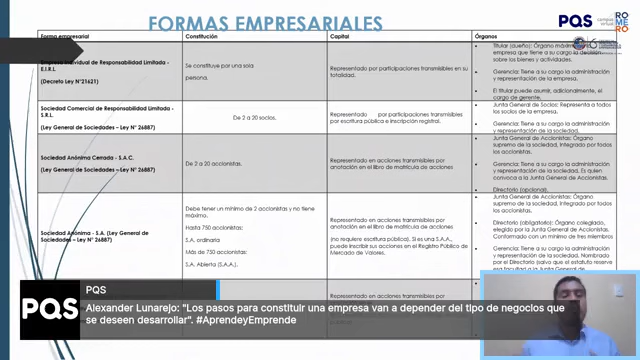 FORMAS EMPRESARIALES
PQS
campus
virtual
RO
ME
RO
Forma empresarial
Constitución
Capital
Órganos
Empresa Individual de Responsabilidad Limitada -
E.I.R.L
(Decreto Ley N°21621)
Se constituye por una sola
persona.
Representado por participaciones transmisibles en su
totalidad.
Titular (dueño): Órgano
empresa que tiene a su cargo la decisión
sobre los bienes y actividades.
Gerencia: Tiene a su cargo la administración
y representación de la empresa.
El titular puede asumir, adicionalmente, el
cargo de gerente.
Sociedad Comercial de Responsabilidad Limitada -
S.R.L.
(Ley General de Sociedades – Ley N° 26887)
De 2 a 20 socios.
Representado por participaciones transmisibles
por escritura pública e inscripción registral.
Junta General de Socios: Representa a todos
los socios de la empresa.
Gerencia: Tiene a su cargo la administración
y representación de la sociedad.
Sociedad Anónima Cerrada - S.A.C.
(Ley General de Sociedades – Ley N° 26887)
De 2 a 20 accionistas.
Representado en acciones transmisibles por
anotación en el libro de matrícula de acciones
Junta General de Accionistas: Órgano
supremo de la sociedad, integrado por todos
los accionistas.
Gerencia: Tiene a su cargo la administración
y representación de la sociedad. Es quien
convoca a la Junta General de Accionistas.
Directorio (opcional).
Sociedad Anónima - S.A. (Ley General de
Sociedades – Ley N° 26887)
Debe tener un mínimo de 2 accionistas y no tiene
máximo.
Hasta 750 accionistas:
S.A. ordinaria
Más de 750 accionistas:
S.A. Abierta (S.A.A.).
Representado en acciones transmisibles por
anotación en el libro de matrícula de acciones
(no requiere escritura pública). Si es una S.A.A.,
puede inscribir sus acciones en el Registro Público de
Mercado de Valores.
Junta General de Accionistas: Órgano
supremo de la sociedad, integrado por todos
los accionistas.
Directorio (obligatorio): Órgano colegiado,
elegido por la Junta General de Accionistas.
Conformado con un mínimo de tres miembros
Gerencia: Tiene a su cargo la administración
y representación de la sociedad. Nombrado
por el Directorio (salvo que el estatuto reserve
esa facultad a la Junta General de
PQS
PQS
Alexander Lunarejo: "Los pasos para constituir una empresa van a depender del tipo de negocios que
se deseen desarrollar". #AprendeyEmprende